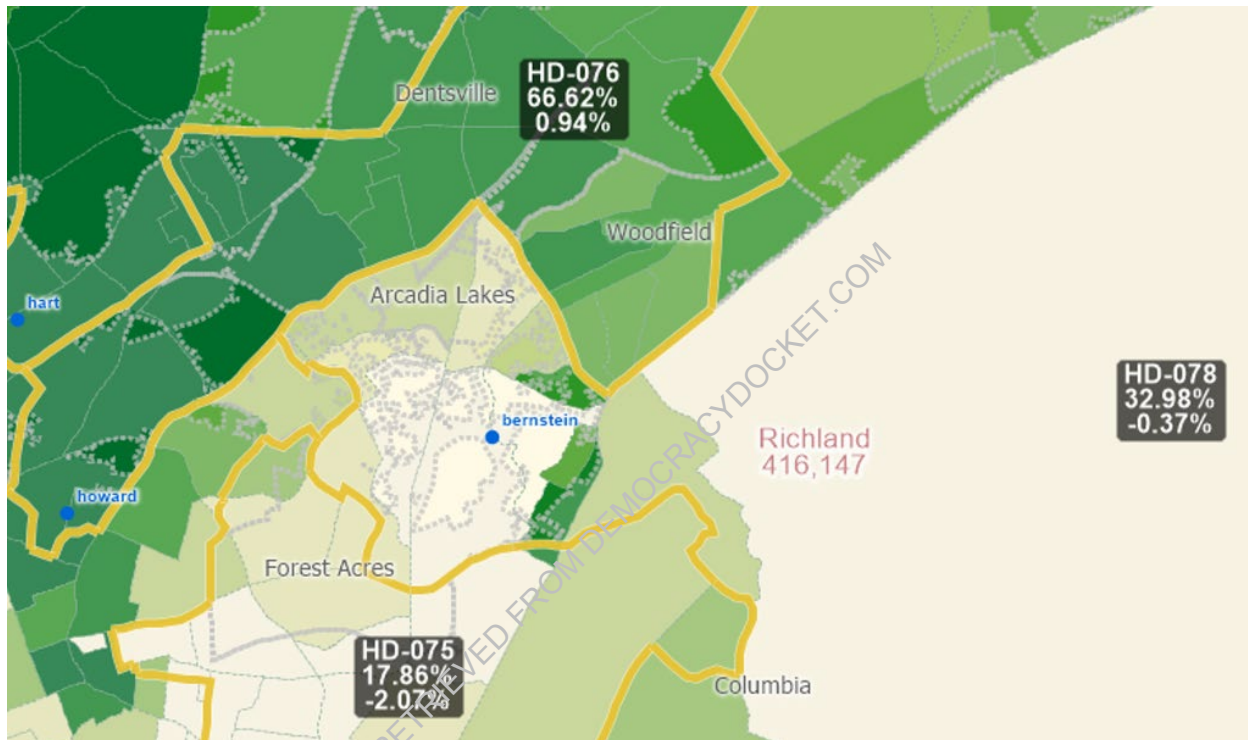 HD-076
66.62%
0.94%
Dentsville
Woodfield
Arcadia Lakes
hart
bernstein
HD-078
32.98%
-0.37%
Richland
416,147
howard
Forest Acres
HD-075
17.86%
-2.07%
Columbia
RETRIEVED FROM DEMOCRACYDOCKET.COM